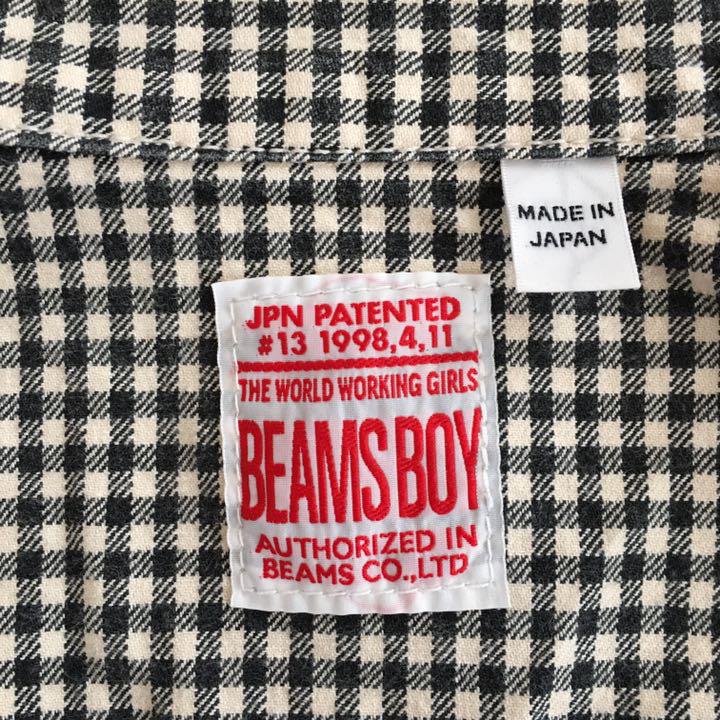 MADE IN
JAPAN
JPN PATENTED
#13 1998,4,11
THE WORLD WORKING GIRLS
BEAMS BOY
AUTHORIZED IN
BEAMS CO.,LTD